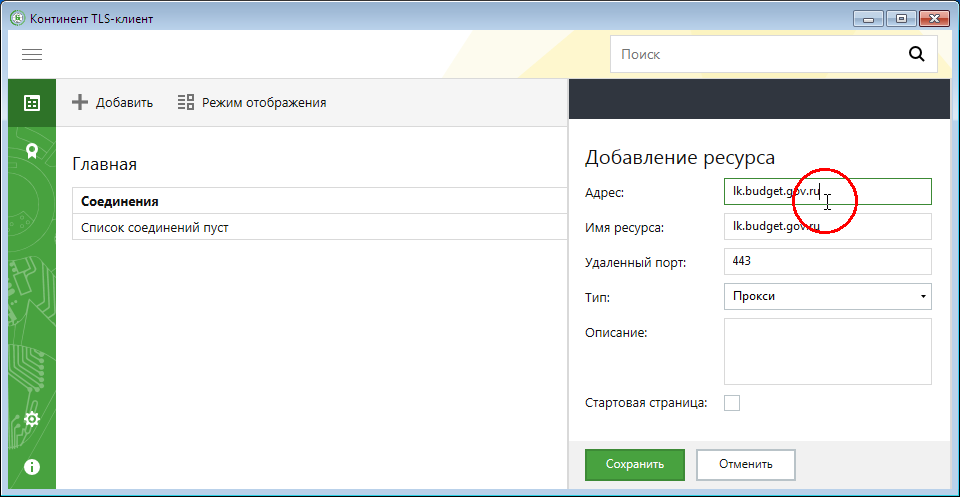 Континент TLS-клиент
Поиск
Добавить Режим отображения
Главная
Соединения
Список соединений пуст
Добавление ресурса
Адрес: lk.budget.gov.ru
Имя ресурса: lk.budget.gov.ru
Удаленный порт: 443
Тип: Прокси
Описание:
Стартовая страница:
Сохранить Отменить